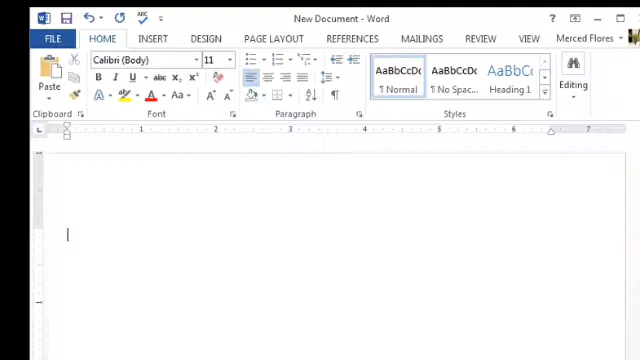 New Document - Word
FILE HOME INSERT DESIGN PAGE LAYOUT REFERENCES MAILINGS REVIEW VIEW Merced Flores
Calibri (Body) 11
AaBbCcDc AaBbCcDc AaBbCc
Paste B I U abc X₂ X² ¶ Normal ¶ No Spac... Heading 1 Editing
A ab A Aa A A
Clipboard Font Paragraph Styles
1 2 3 4 5 6 7
1